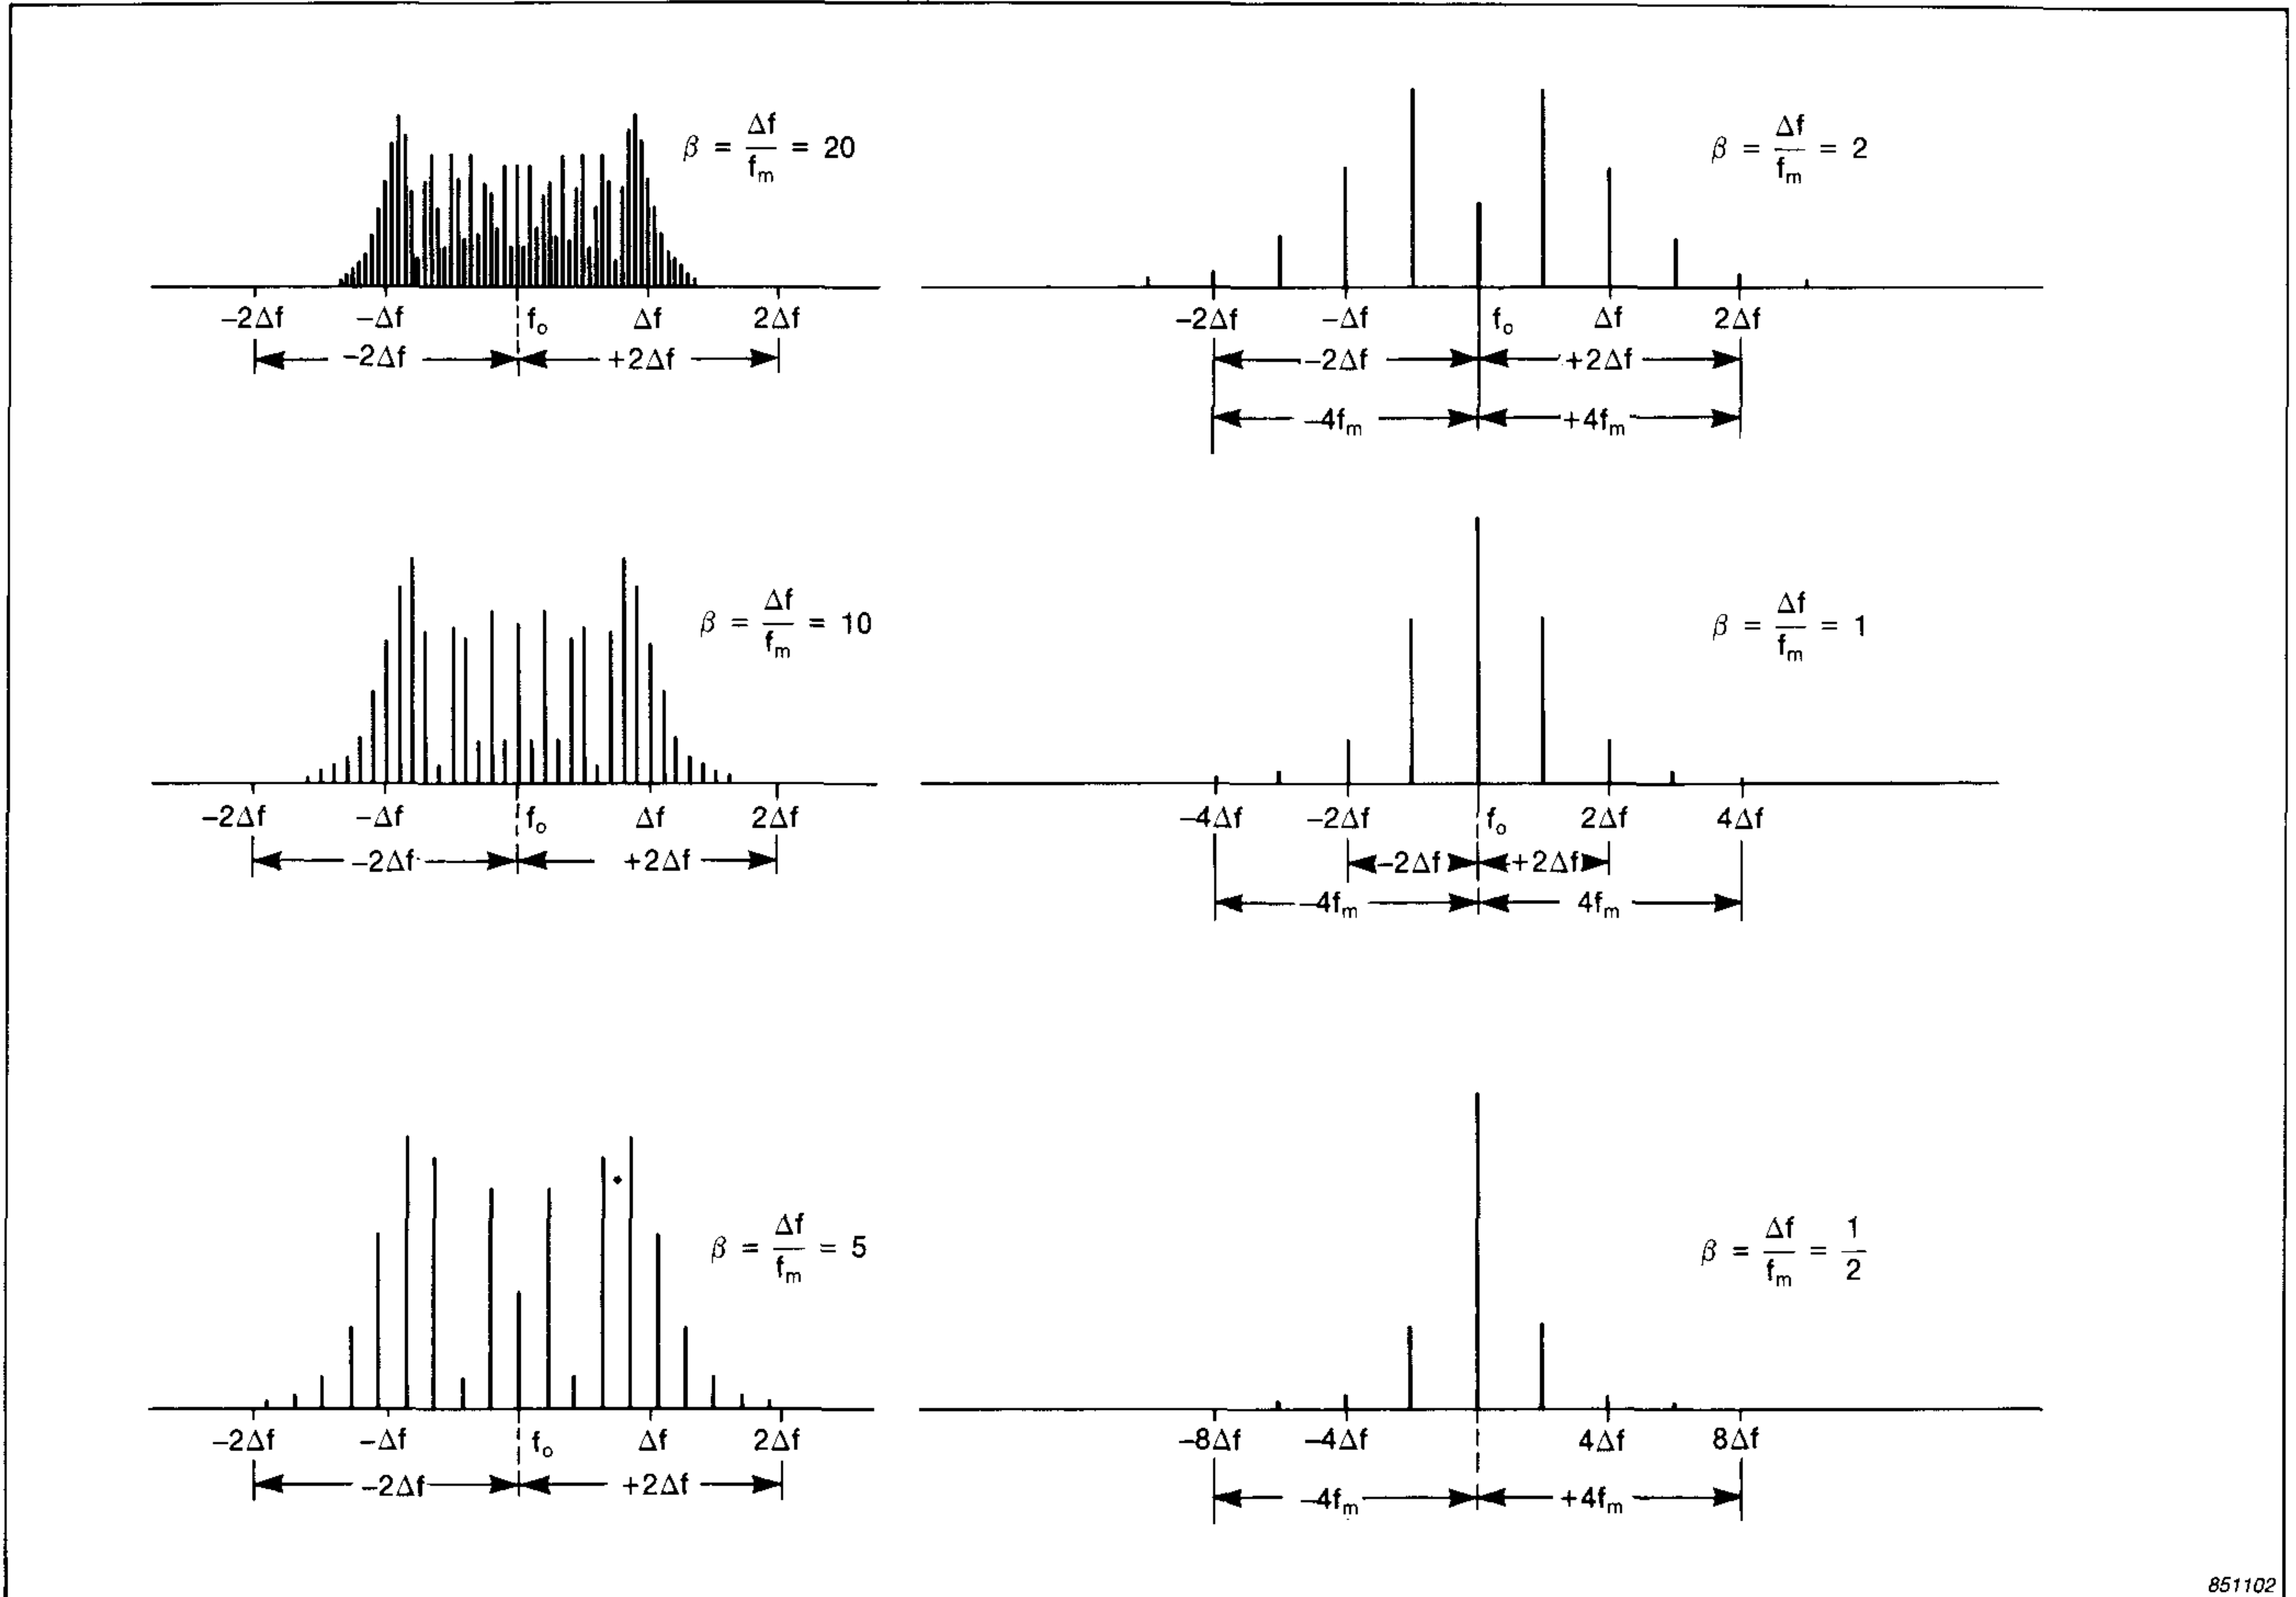 β = Δf/fm = 20
−2Δf −Δf fo Δf 2Δf
−2Δf +2Δf
β = Δf/fm = 2
−2Δf −Δf fo Δf 2Δf
−2Δf +2Δf
−4fm +4fm
β = Δf/fm = 10
−2Δf −Δf fo Δf 2Δf
−2Δf +2Δf
β = Δf/fm = 1
−4Δf −2Δf fo 2Δf 4Δf
−2Δf +2Δf
−4fm 4fm
β = Δf/fm = 5
−2Δf −Δf fo Δf 2Δf
−2Δf +2Δf
β = Δf/fm = 1/2
−8Δf −4Δf 4Δf 8Δf
−4fm +4fm
851102